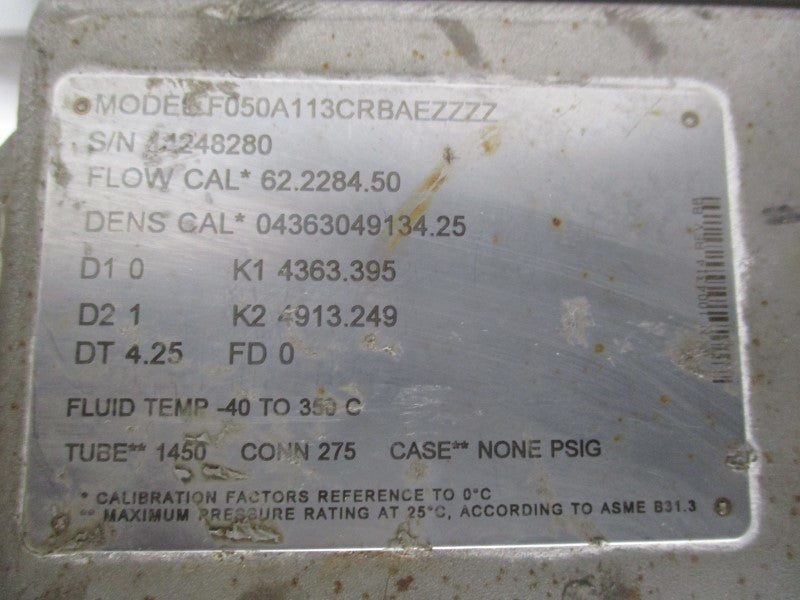 MODEL F050A113CRBAEZZZZ
S/N
FLOW CAL* 62.2284.50
DENS CAL* 04363049134.25
D1 0 K1 4363.395
D2 1 K2 4913.249
DT 4.25 FD 0
FLUID TEMP -40 TO 350 C
TUBE** 1450 CONN 275 CASE** NONE PSIG
* CALIBRATION FACTORS REFERENCE TO 0°C
** MAXIMUM PRESSURE RATING AT 25°C, ACCORDING TO ASME B31.3